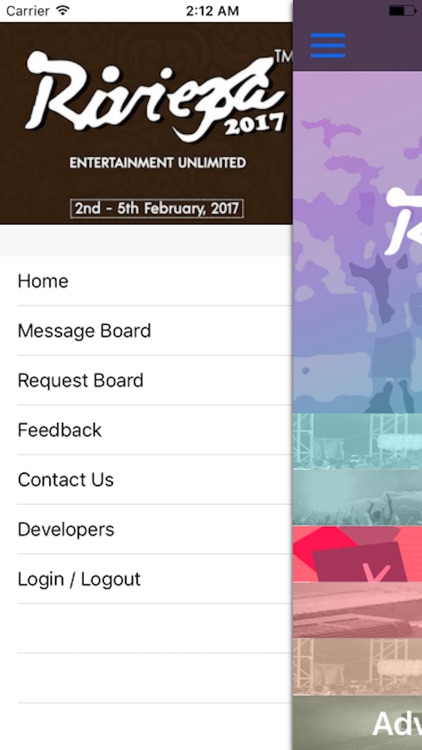 Carrier 2:12 AM
Riviera TM
2017
ENTERTAINMENT UNLIMITED
2nd - 5th February, 2017
Home
Message Board
Request Board
Feedback
Contact Us
Developers
Login / Logout
Adv